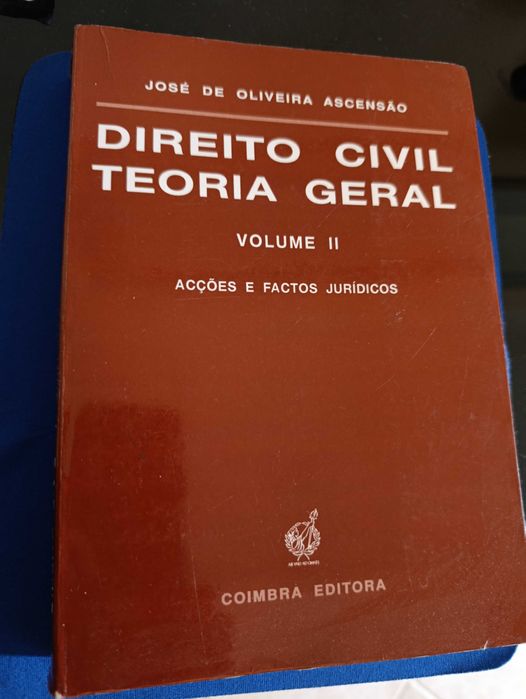 JOSÉ DE OLIVEIRA ASCENSÃO
DIREITO CIVIL
TEORIA GERAL
VOLUME II
ACÇÕES E FACTOS JURÍDICOS
COIMBRA EDITORA